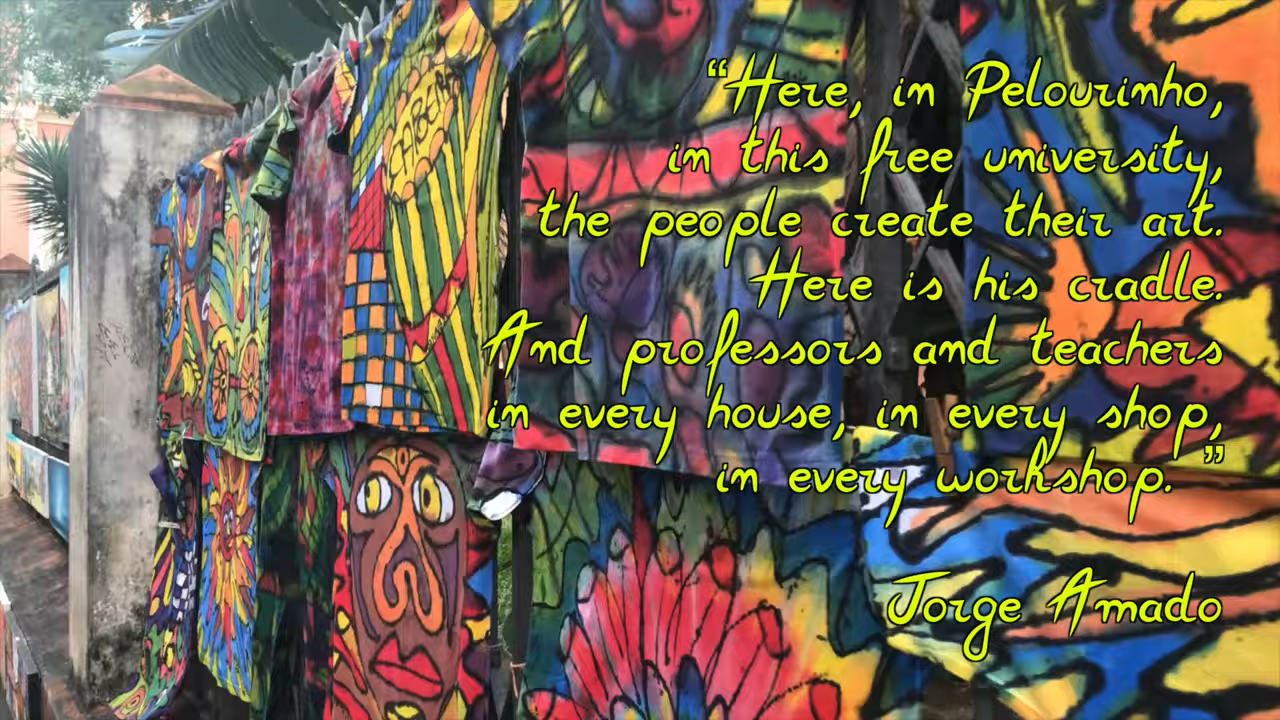 “Here, in Pelourinho,
in this free university,
the people create their art.
Here is his cradle.
And professors and teachers
in every house, in every shop,
in every workshop. ”
Jorge Amado